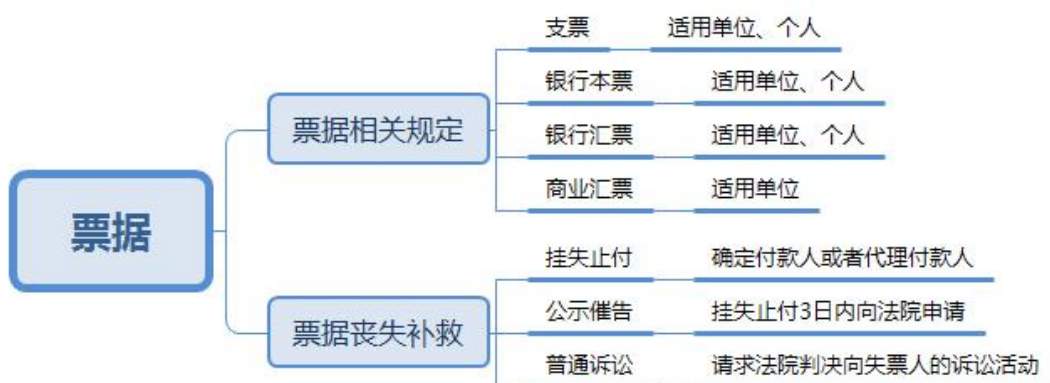 票据
票据相关规定
支票 适用单位、个人
银行本票 适用单位、个人
银行汇票 适用单位、个人
商业汇票 适用单位
票据丧失补救
挂失止付 确定付款人或者代理付款人
公示催告 挂失止付3日内向法院申请
普通诉讼 请求法院判决向失票人的诉讼活动